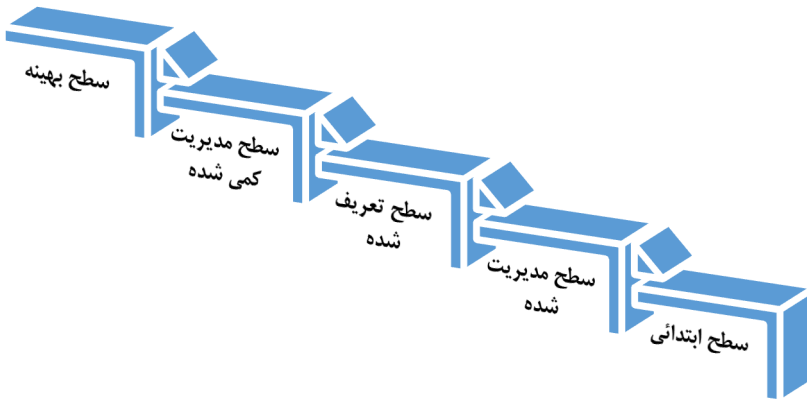 سطح بهینه
سطح مدیریت
کمی شده
سطح تعریف
شده
سطح مدیریت
شده
سطح ابتدائی